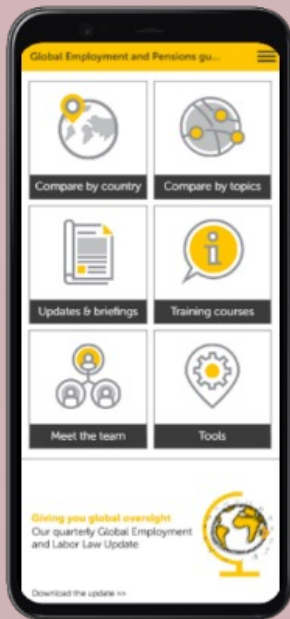 Global Employment and Pensions gu...
Compare by country
Compare by topics
Updates & briefings
Training courses
Meet the team
Tools
Giving you global oversight
Our quarterly Global Employment
and Labor Law Update
Download the update >>